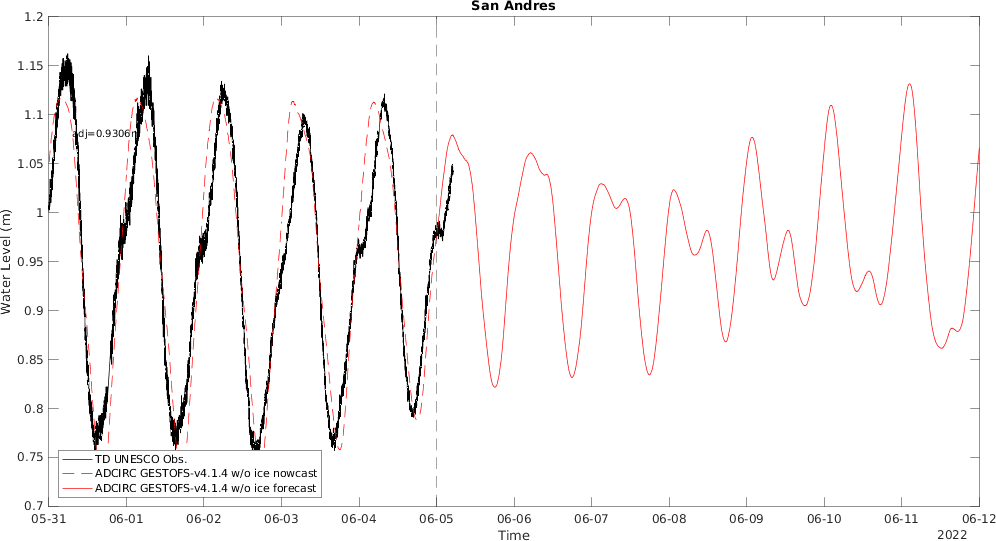 San Andres
1.2
1.15
1.1
1.05
1
0.95
0.9
0.85
0.8
0.75
0.7
Water Level (m)
adj=0.9306m
TD UNESCO Obs.
ADCIRC GESTOFS-v4.1.4 w/o ice nowcast
ADCIRC GESTOFS-v4.1.4 w/o ice forecast
05-31 06-01 06-02 06-03 06-04 06-05 06-06 06-07 06-08 06-09 06-10 06-11 06-12
Time
2022